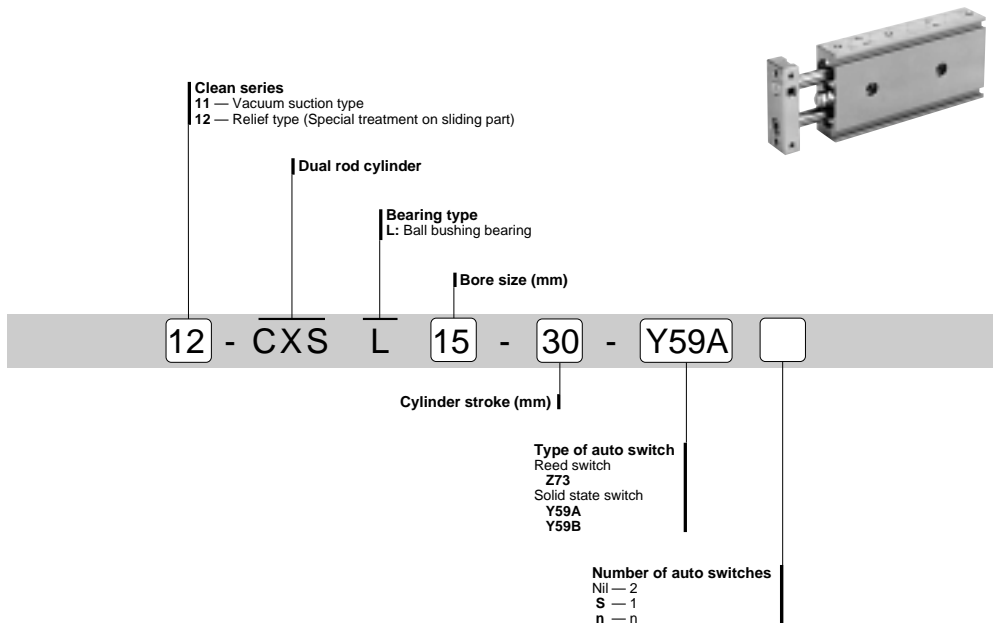 Clean series
11 — Vacuum suction type
12 — Relief type (Special treatment on sliding part)
Dual rod cylinder
Bearing type
L: Ball bushing bearing
Bore size (mm)
12 - CXS L 15 - 30 - Y59A
Cylinder stroke (mm)
Type of auto switch
Reed switch
Z73
Solid state switch
Y59A
Y59B
Number of auto switches
Nil — 2
S — 1
n — n